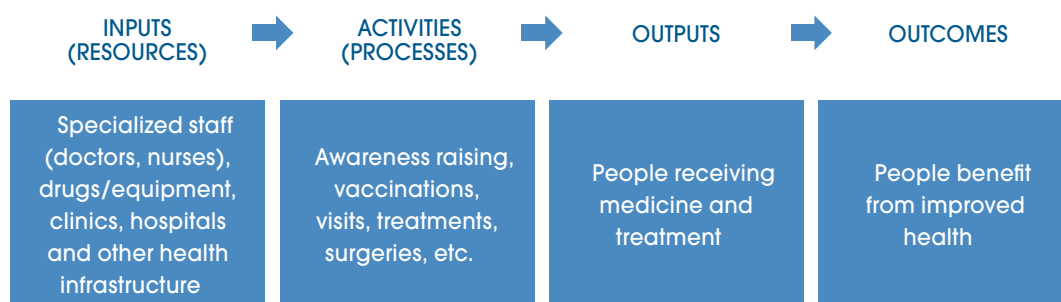 INPUTS
(RESOURCES)
ACTIVITIES
(PROCESSES)
OUTPUTS
OUTCOMES
Specialized staff
(doctors, nurses),
drugs/equipment,
clinics, hospitals
and other health
infrastructure
Awareness raising,
vaccinations,
visits, treatments,
surgeries, etc.
People receiving
medicine and
treatment
People benefit
from improved
health